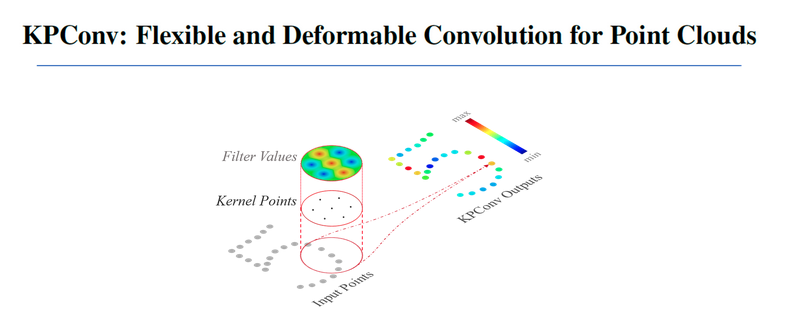 KPConv: Flexible and Deformable Convolution for Point Clouds
max
Filter Values
min
Kernel Points
KPConv Outputs
Input Points